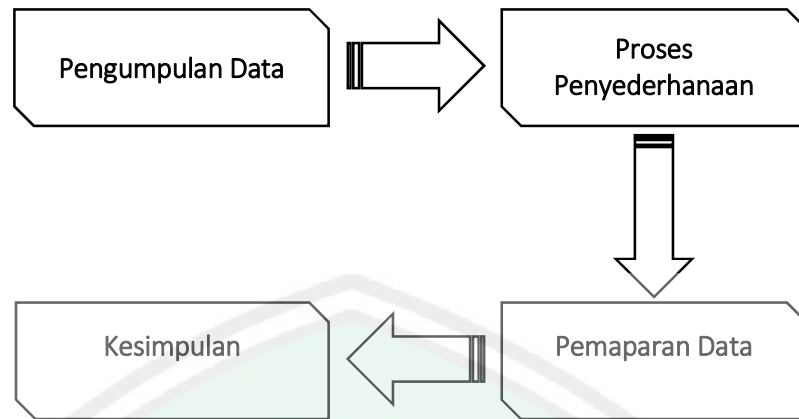 Pengumpulan Data
Proses
Penyederhanaan
Kesimpulan
Pemaparan Data